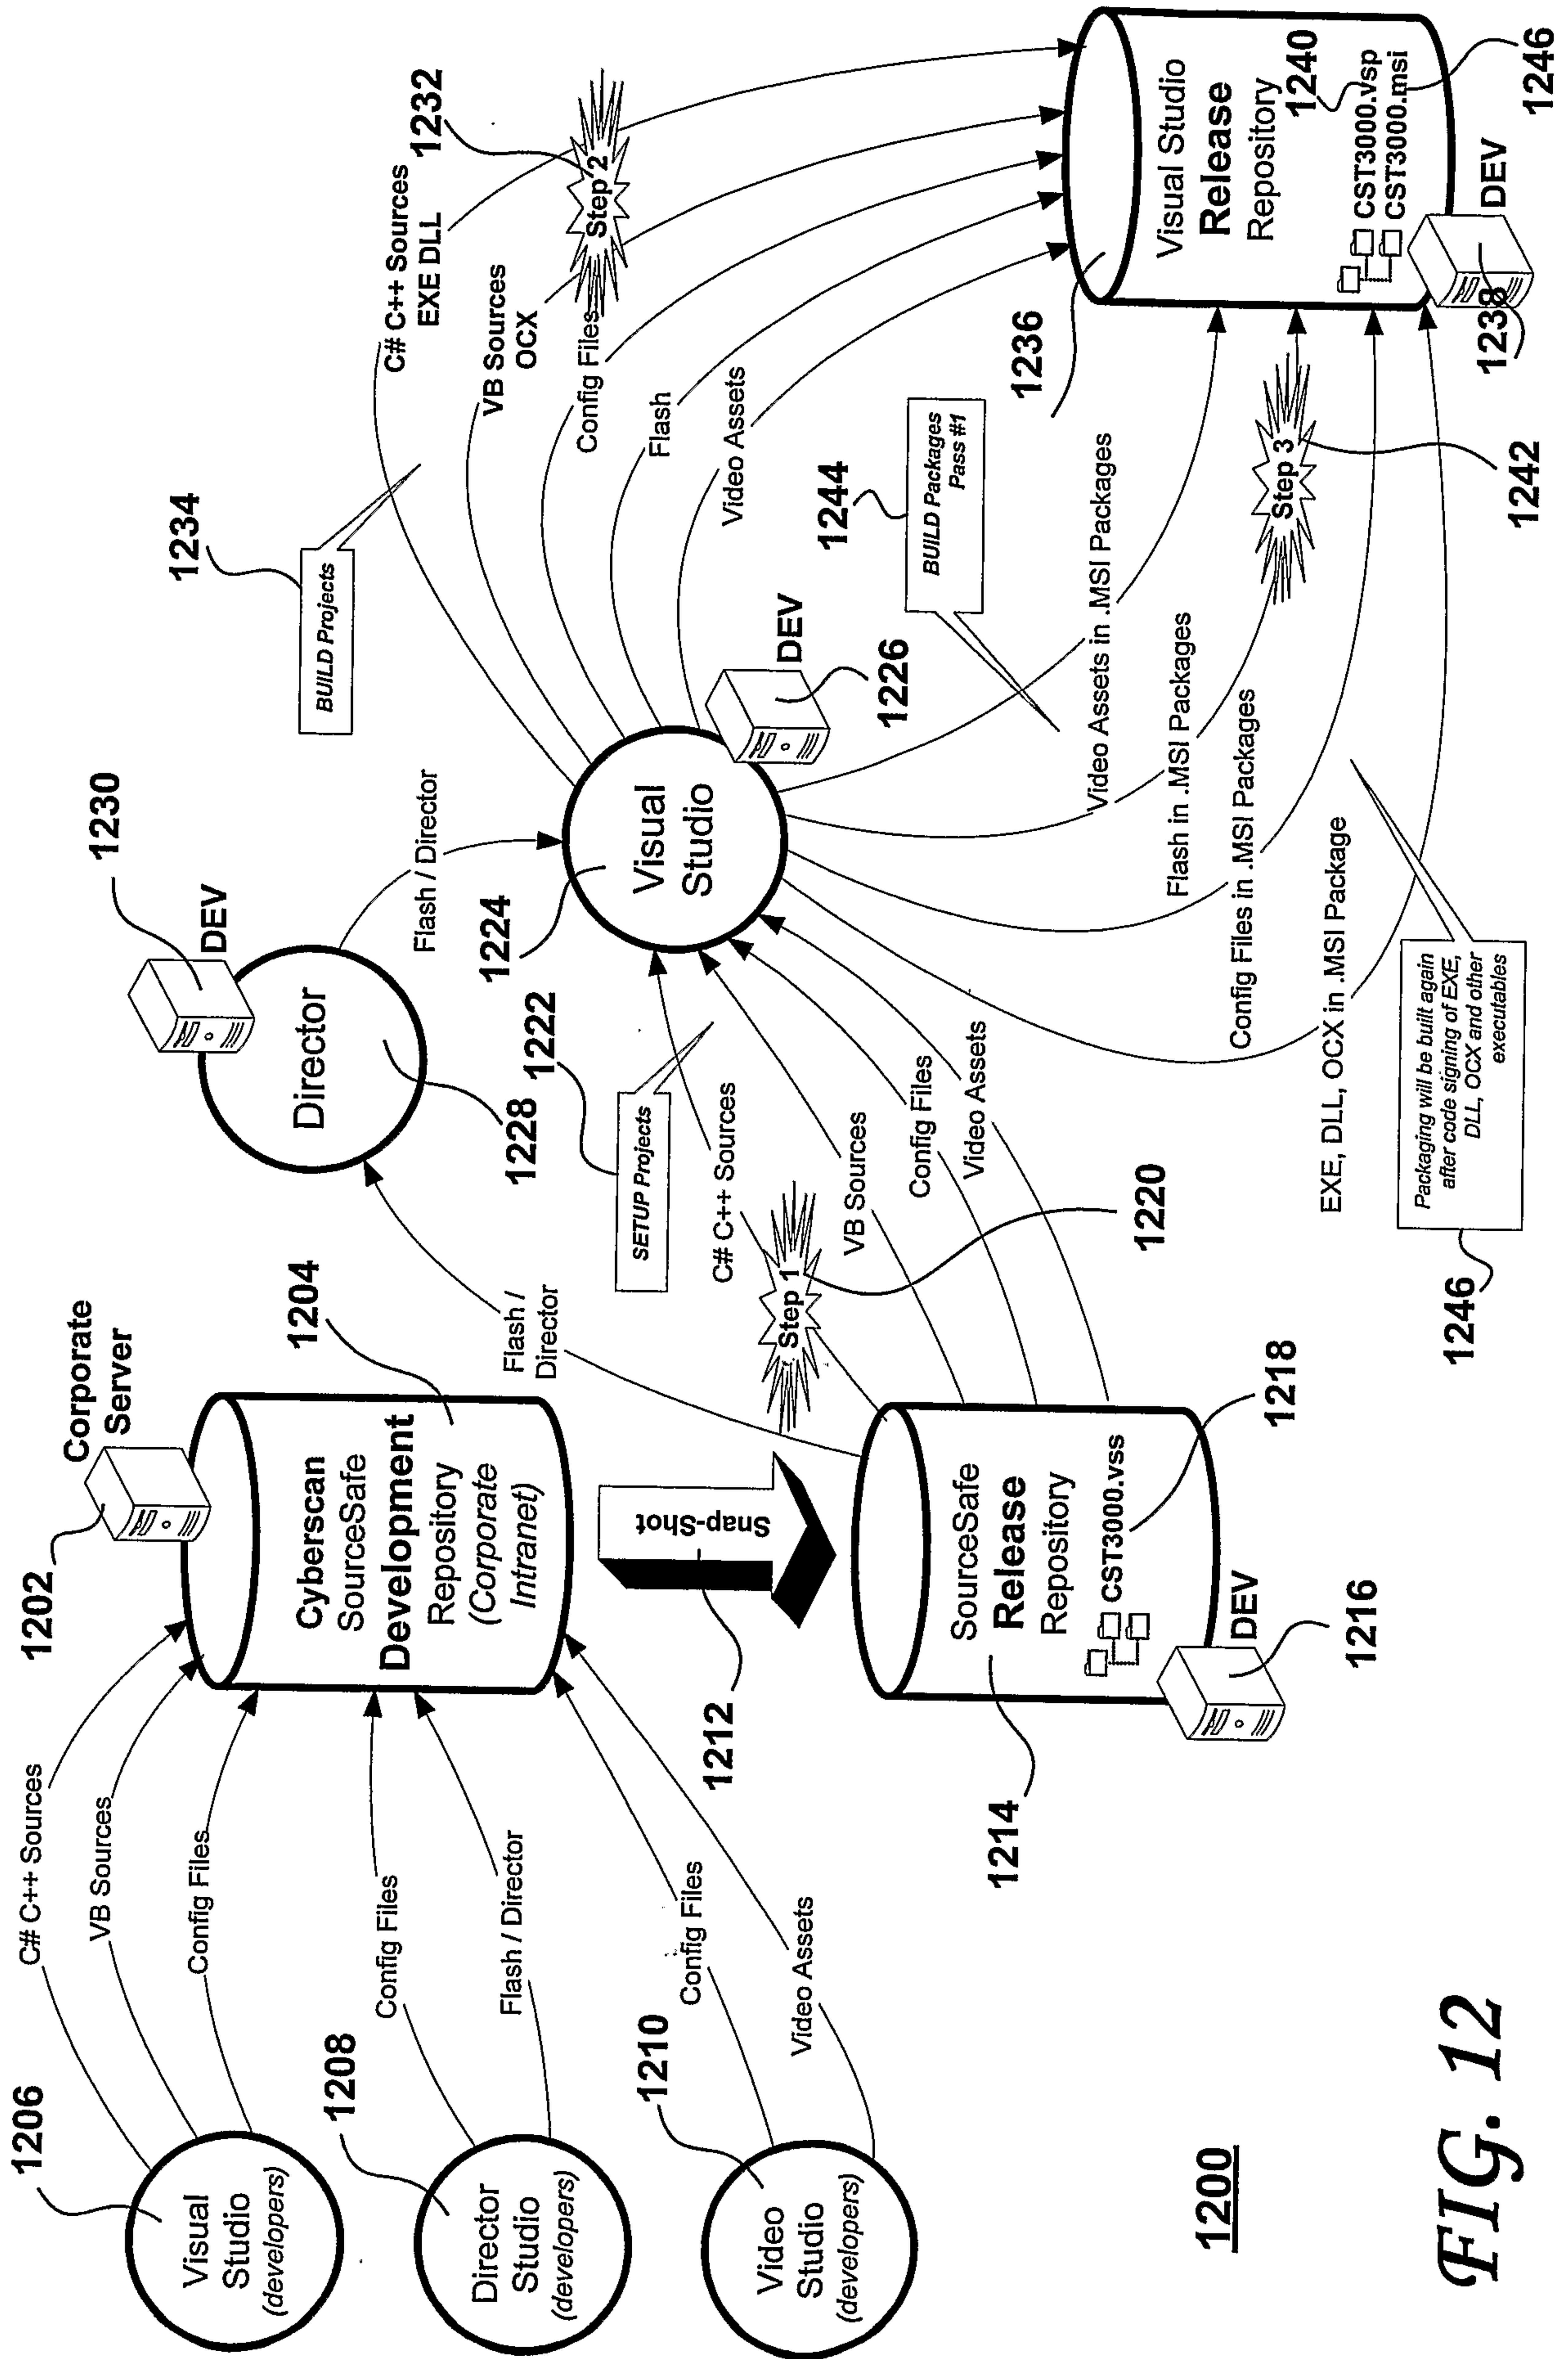 1206
Visual
Studio
(developers)
C# C++ Sources
VB Sources
Config Files
1208
Director
Studio
(developers)
Config Files
Flash / Director
1210
Video
Studio
(developers)
Config Files
Video Assets
1202
Corporate
Server
Cyberscan
SourceSafe
Development
Repository
(Corporate
Intranet)
1204
1212
Snap-Shot
1214
SourceSafe
Release
Repository
CST3000.vss
1218
DEV
1216
Flash /
Director
Director
1228
DEV
1230
Flash / Director
SETUP Projects
1222
C# C++ Sources
Step 1
1220
VB Sources
Config Files
Video Assets
1224
Visual
Studio
DEV
1226
BUILD Projects
1234
C# C++ Sources
EXE DLL
1232
VB Sources
OCX
Step 2
Config Files
Flash
Video Assets
1244
BUILD Packages
Pass #1
Video Assets in .MSI Packages
Flash in .MSI Packages
Config Files in .MSI Packages
EXE, DLL, OCX in .MSI Package
Step 3
1242
1246
Packaging will be built again
after code signing of EXE,
DLL, OCX and other
executables
1236
Visual Studio
Release
Repository
1240
CST3000.vsp
CST3000.msi
1246
DEV
1238
1200
FIG. 12